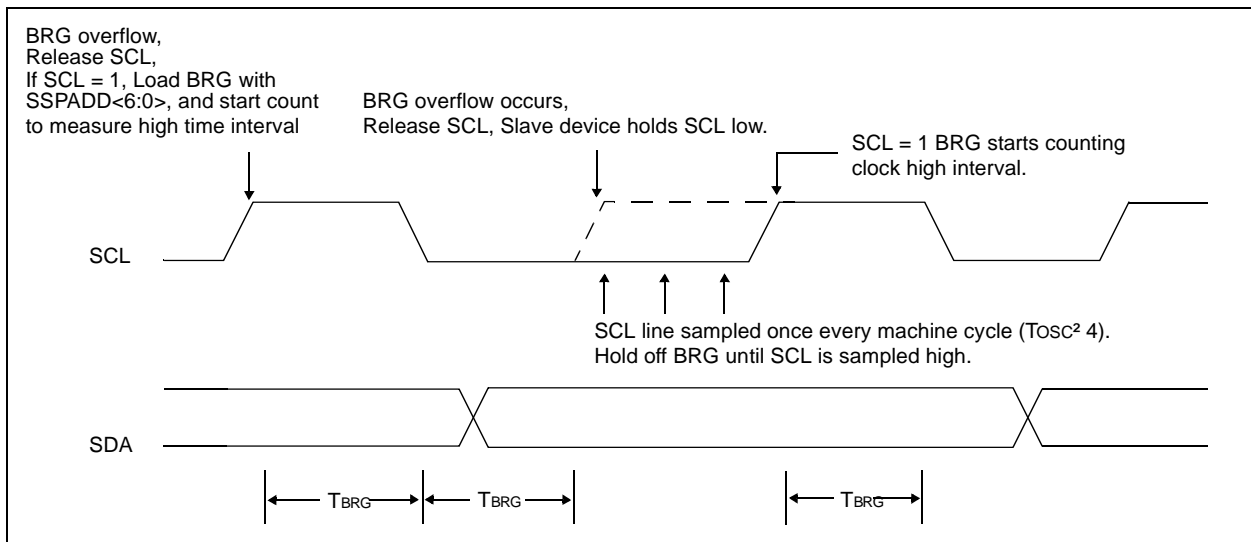 BRG overflow,
Release SCL,
If SCL = 1, Load BRG with
SSPADD<6:0>, and start count
to measure high time interval
BRG overflow occurs,
Release SCL, Slave device holds SCL low.
SCL = 1 BRG starts counting
clock high interval.
SCL
SCL line sampled once every machine cycle (TOSC² 4).
Hold off BRG until SCL is sampled high.
SDA
TBRG
TBRG
TBRG